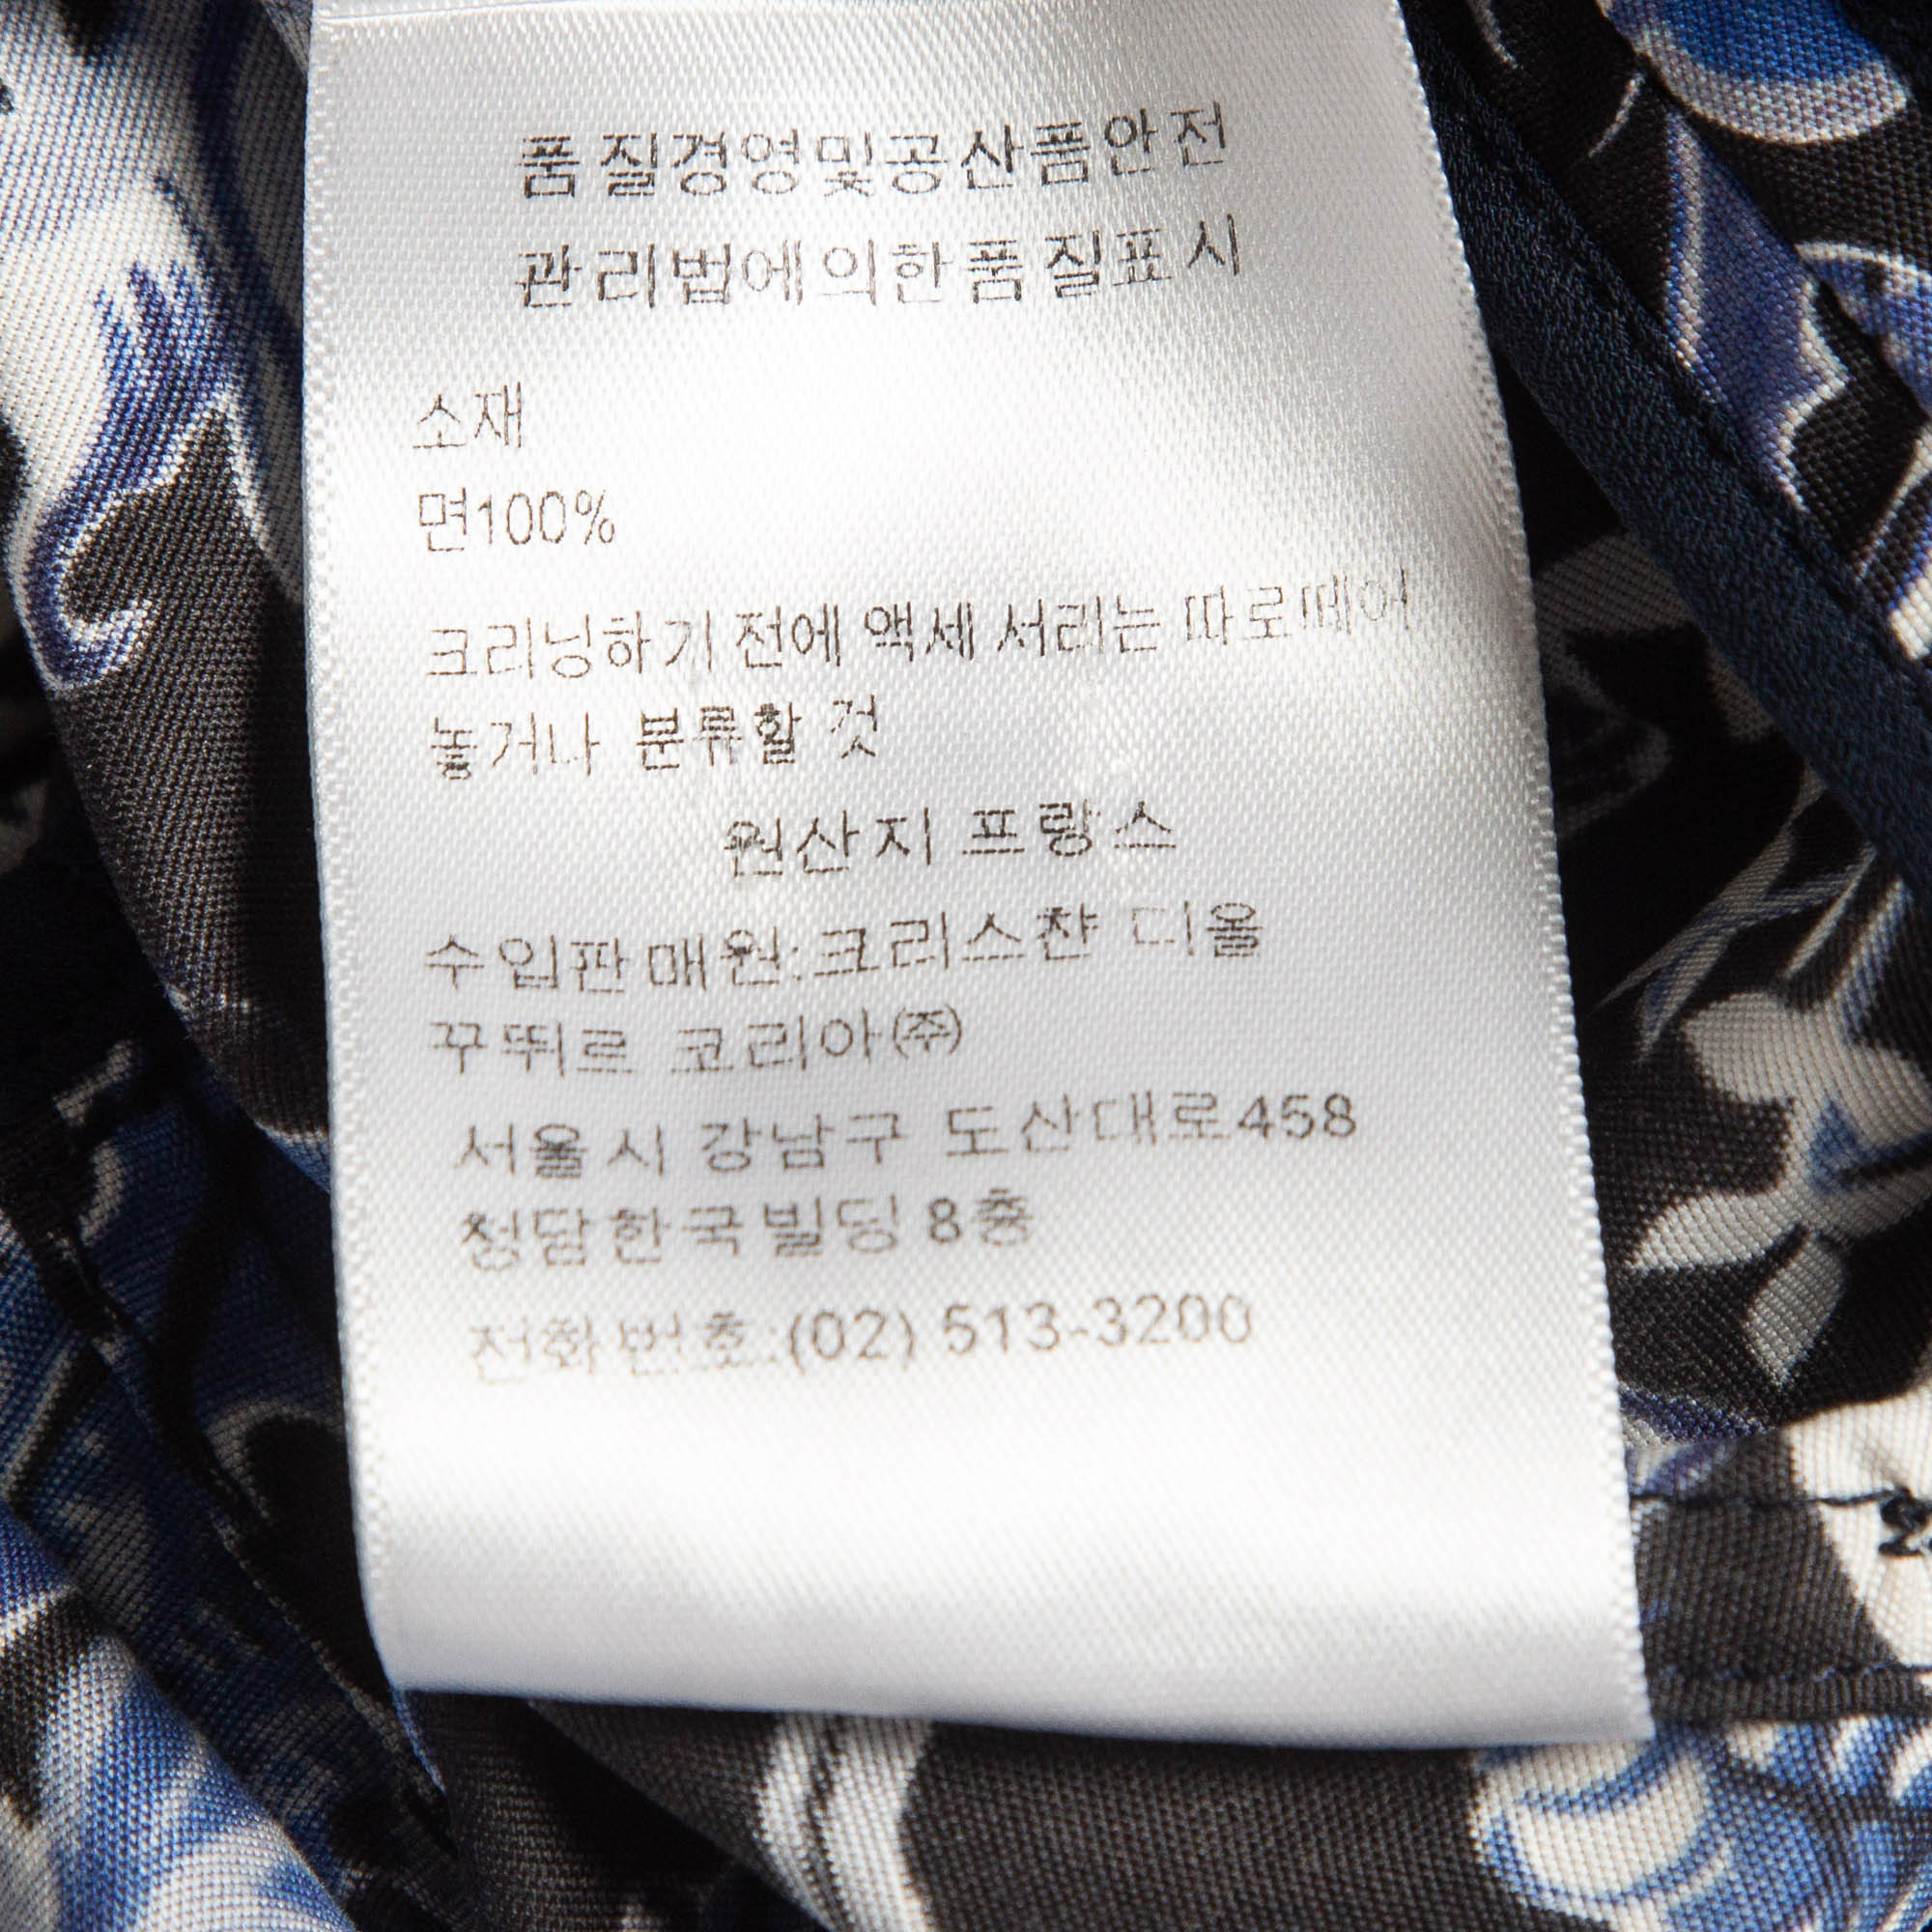 품질경영및공산품안전
관리법에의한품질표시
소재
면100%
크리닝하기 전에 액세서리는 따로떼어
놓거나 분류할 것
원산지 프랑스
수입판매원:크리스챤 디올
꾸뛰르 코리아㈜
서울시 강남구 도산대로458
청담한국빌딩 8층
전화번호:(02) 513-3200